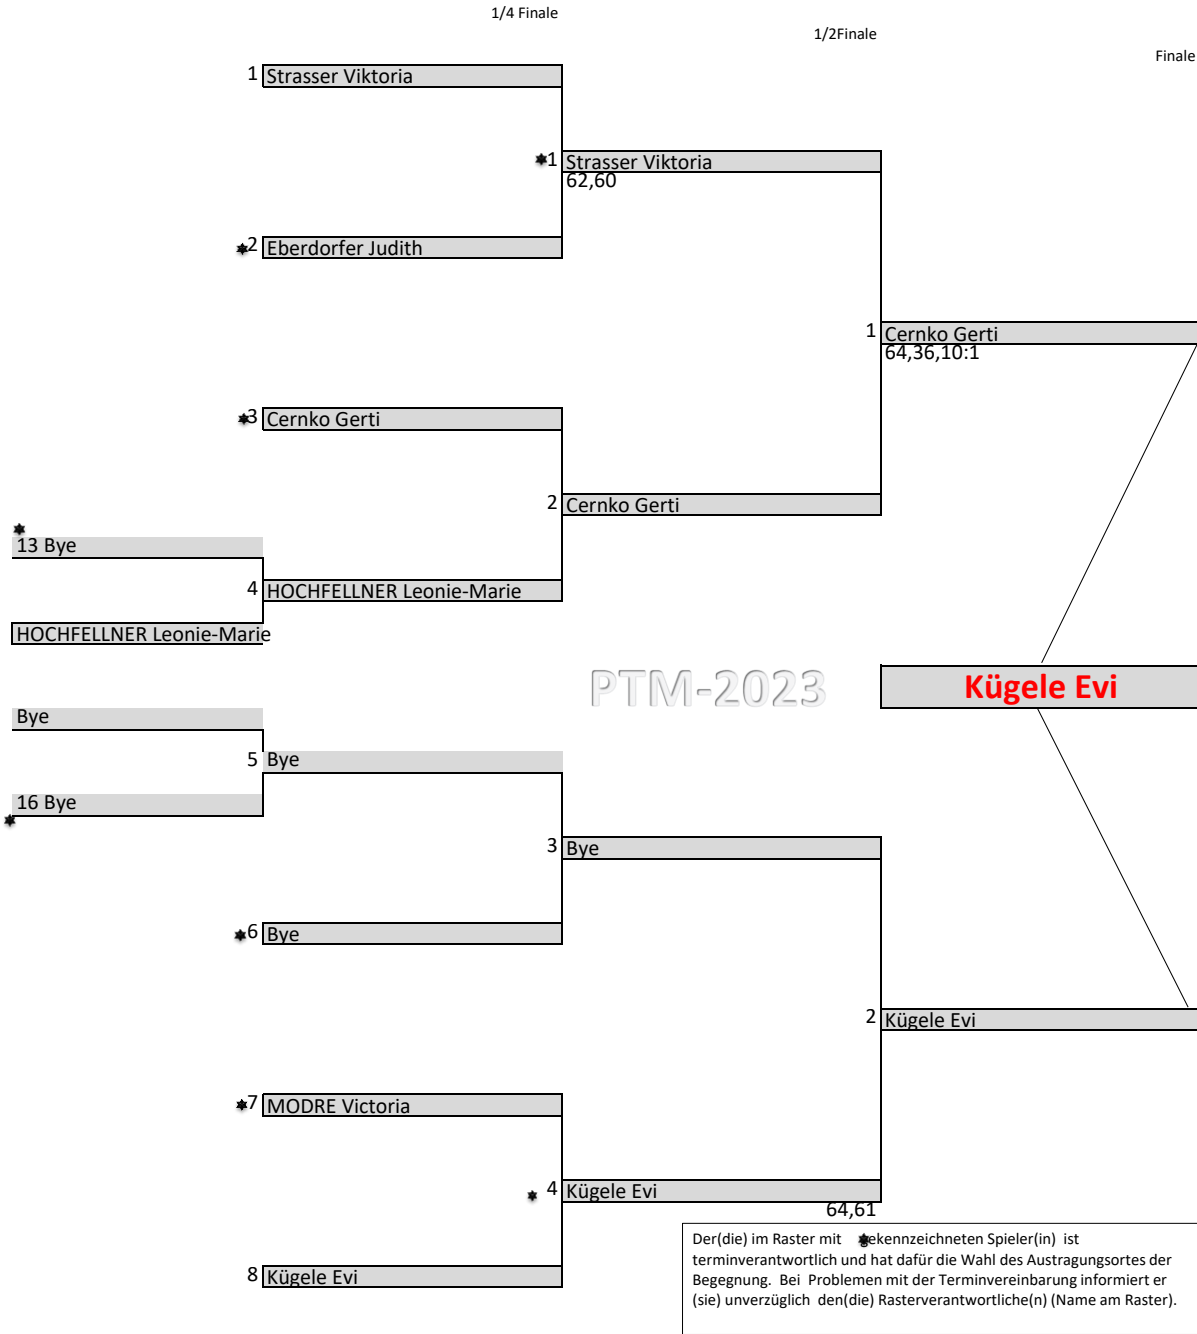 1/4 Finale
1/2Finale
Finale
1 Strasser Viktoria
1 Strasser Viktoria
62,60
2 Eberdorfer Judith
1 Cernko Gerti
64,36,10:1
3 Cernko Gerti
2 Cernko Gerti
13 Bye
4 HOCHFELLNER Leonie-Marie
HOCHFELLNER Leonie-Marie
PTM-2023
Kügele Evi
Bye
5 Bye
16 Bye
3 Bye
6 Bye
2 Kügele Evi
7 MODRE Victoria
4 Kügele Evi
64,61
8 Kügele Evi
Der(die) im Raster mit gekennzeichneten Spieler(in) ist
terminverantwortlich und hat dafür die Wahl des Austragungsortes der
Begegnung. Bei Problemen mit der Terminvereinbarung informiert er
(sie) unverzüglich den(die) Rasterverantwortliche(n) (Name am Raster).